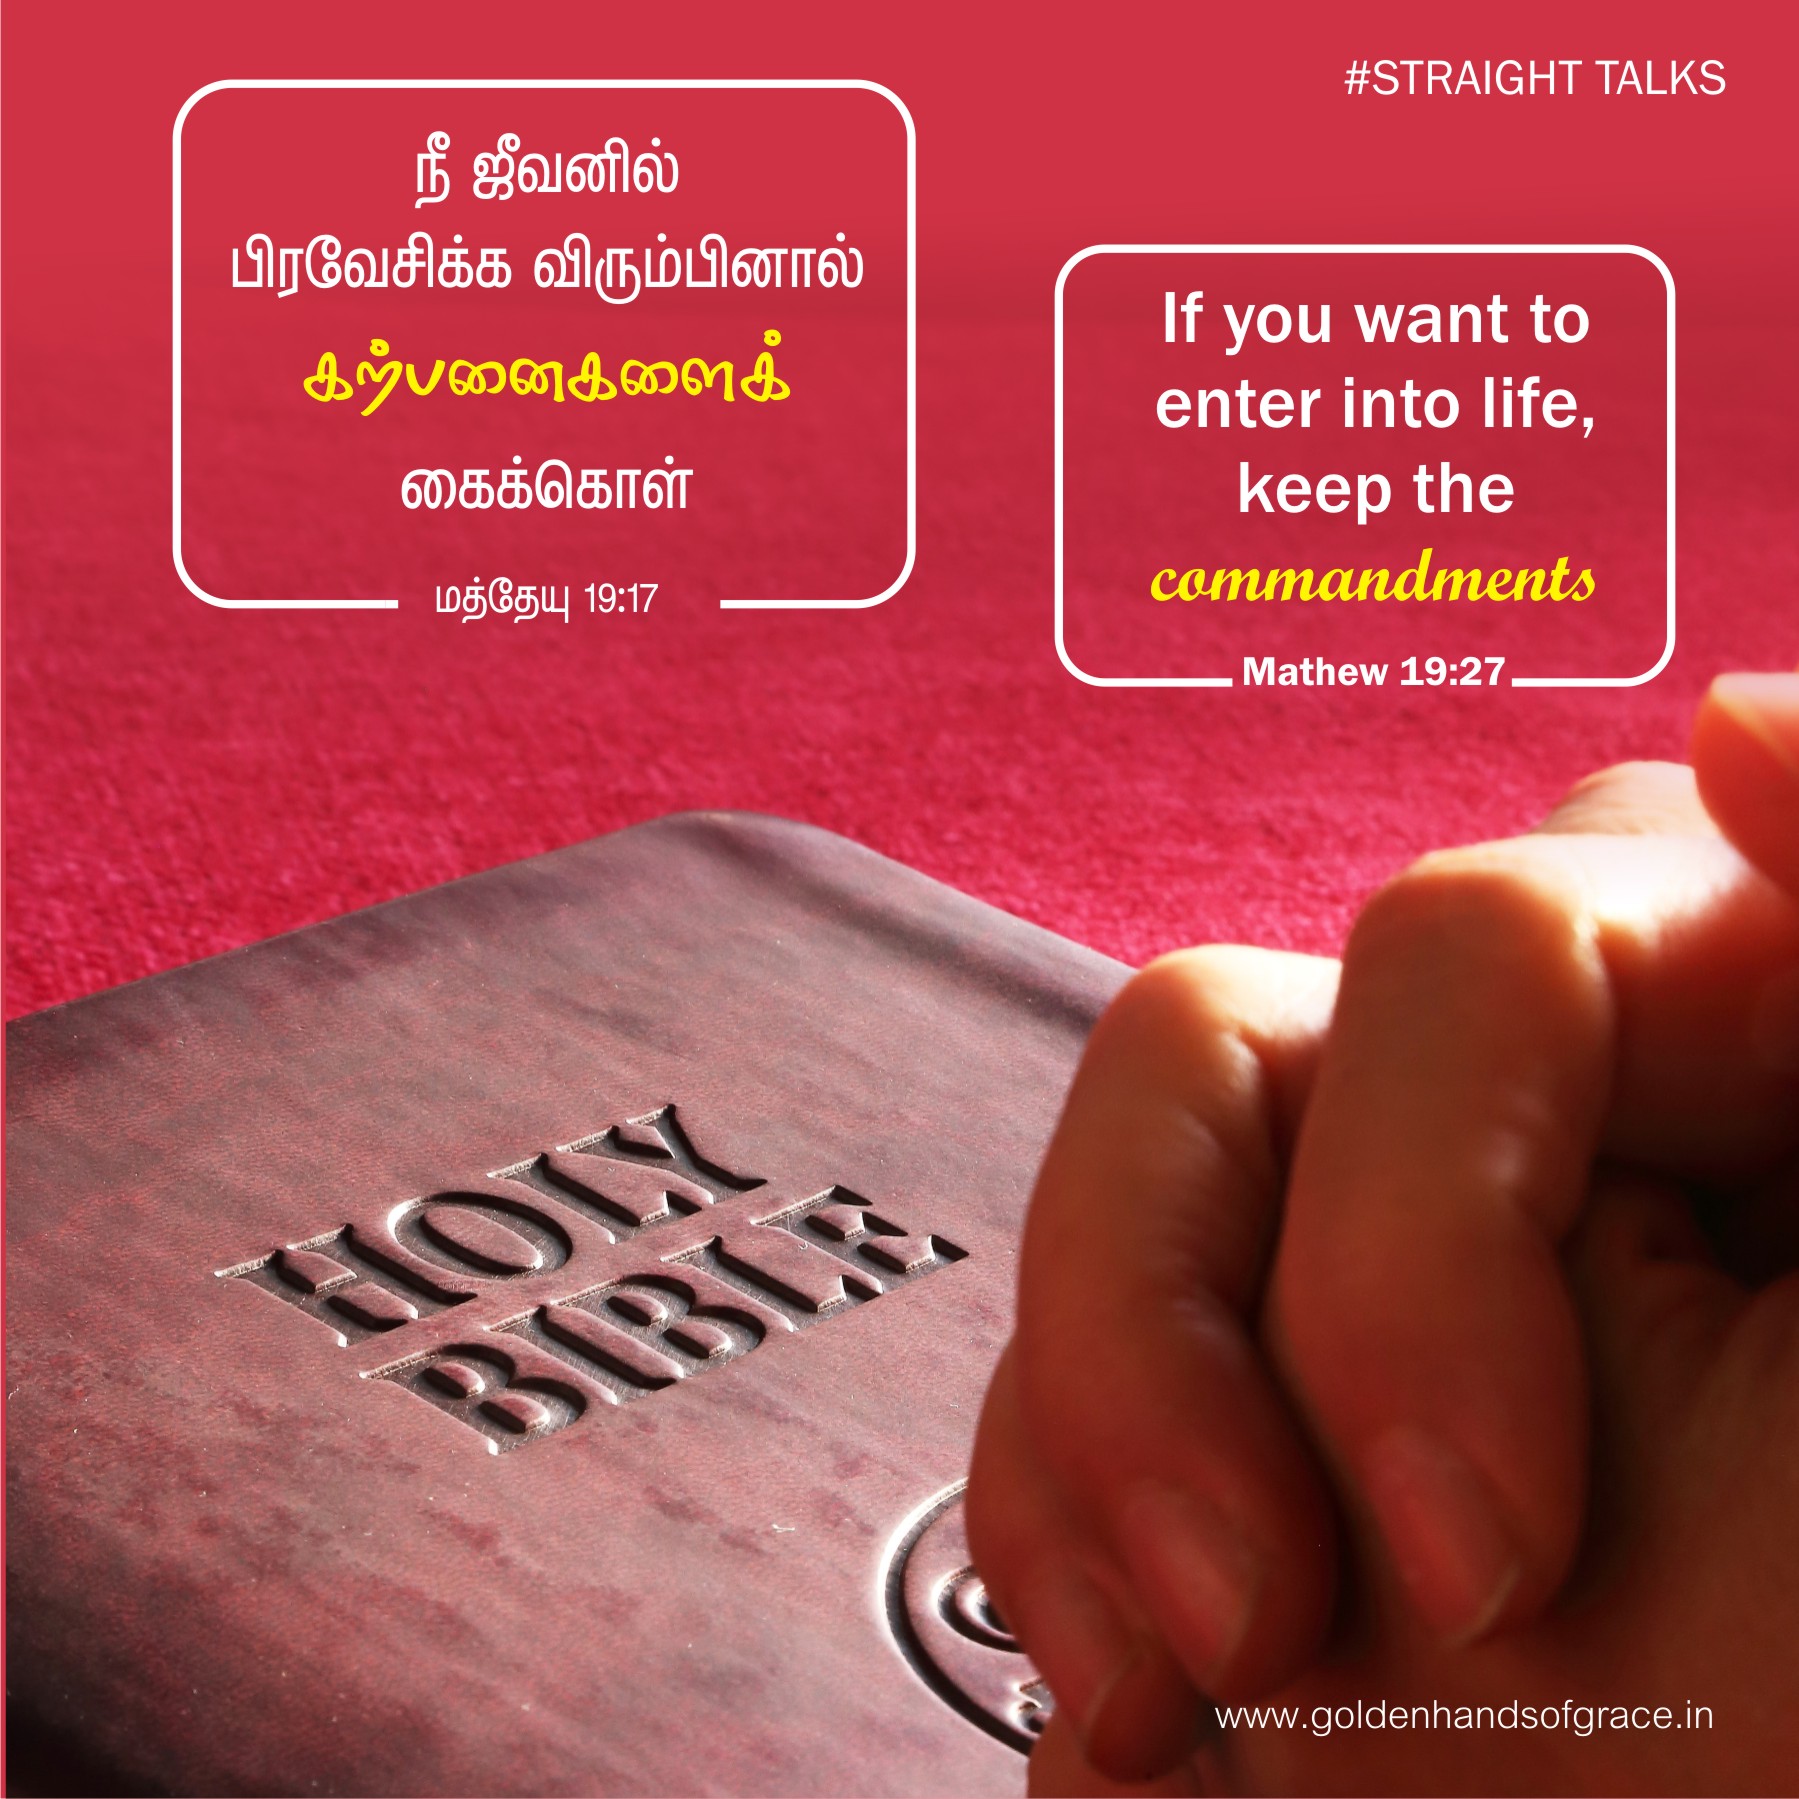 #STRAIGHT TALKS
நீ ஜீவனில்
பிரவேசிக்க விரும்பினால்
கற்பனைகளைக்
கைக்கொள்
மத்தேயு 19:17
If you want to
enter into life,
keep the
commandments
Mathew 19:27
HOLY
BIBLE
www.goldenhandsofgrace.in